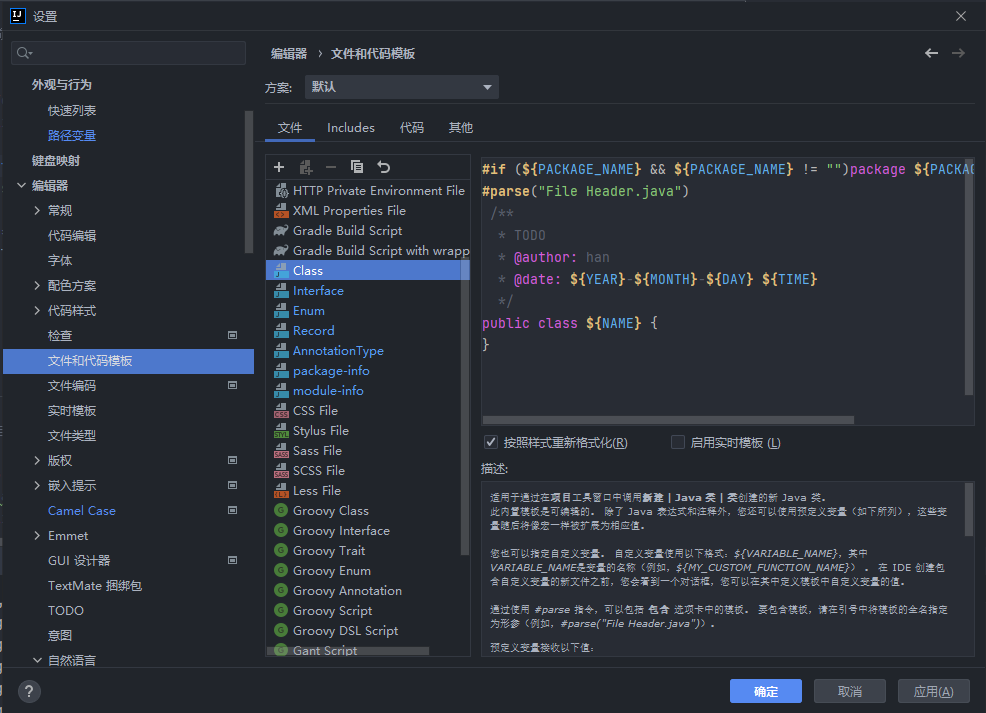 设置
外观与行为
快速列表
路径变量
键盘映射
编辑器
常规
代码编辑
字体
配色方案
代码样式
检查
文件和代码模板
文件编码
实时模板
文件类型
版权
嵌入提示
Camel Case
Emmet
GUI 设计器
TextMate 捆绑包
TODO
意图
自然语言
编辑器 › 文件和代码模板
方案: 默认
文件 Includes 代码 其他
HTTP Private Environment File
XML Properties File
Gradle Build Script
Gradle Build Script with wrapp
Class
Interface
Enum
Record
AnnotationType
package-info
module-info
CSS File
Stylus File
Sass File
SCSS File
Less File
Groovy Class
Groovy Interface
Groovy Trait
Groovy Enum
Groovy Annotation
Groovy Script
Groovy DSL Script
Gant Script
#if (${PACKAGE_NAME} && ${PACKAGE_NAME} != "")package ${PACKAG
#parse("File Header.java")
/**
* TODO
* @author: han
* @date: ${YEAR}-${MONTH}-${DAY} ${TIME}
*/
public class ${NAME} {
}
按照样式重新格式化(R) 启用实时模板 (L)
描述:
适用于通过在项目工具窗口中调用新建 | Java 类 | 类创建的新 Java 类。
此内置模板是可编辑的。 除了 Java 表达式和注释外，您还可以使用预定义变量（如下所列），这些变
量随后将像宏一样被扩展为相应值。
您也可以指定自定义变量。 自定义变量使用以下格式：${VARIABLE_NAME}，其中
VARIABLE_NAME是变量的名称（例如，${MY_CUSTOM_FUNCTION_NAME}） 。 在 IDE 创建包
含自定义变量的新文件之前，您会看到一个对话框，您可以在其中定义模板中自定义变量的值。
通过使用 #parse 指令，可以包括 包含 选项卡中的模板。 要包含模板，请在引号中将模板的全名指定
为形参（例如，#parse("File Header.java")）。
预定义变量接收以下值：
?
确定 取消 应用(A)